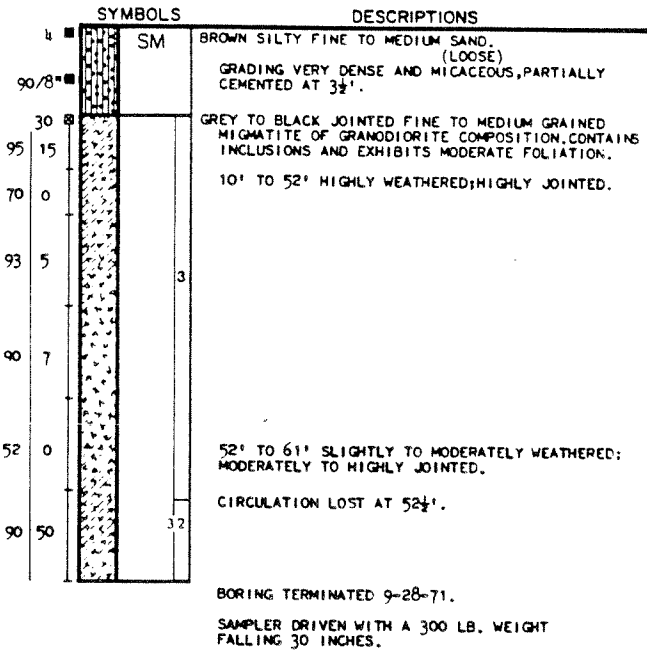 SYMBOLS DESCRIPTIONS
4 SM BROWN SILTY FINE TO MEDIUM SAND.
(LOOSE)
90/8" GRADING VERY DENSE AND MICACEOUS,PARTIALLY
CEMENTED AT 3½'.
30 GREY TO BLACK JOINTED FINE TO MEDIUM GRAINED
MIGMATITE OF GRANODIORITE COMPOSITION.CONTAINS
95 15 INCLUSIONS AND EXHIBITS MODERATE FOLIATION.
70 0 10' TO 52' HIGHLY WEATHERED;HIGHLY JOINTED.
93 5
3
90 7
52 0 52' TO 61' SLIGHTLY TO MODERATELY WEATHERED;
MODERATELY TO HIGHLY JOINTED.
CIRCULATION LOST AT 52½'.
90 50 3 2
BORING TERMINATED 9-28-71.
SAMPLER DRIVEN WITH A 300 LB. WEIGHT
FALLING 30 INCHES.